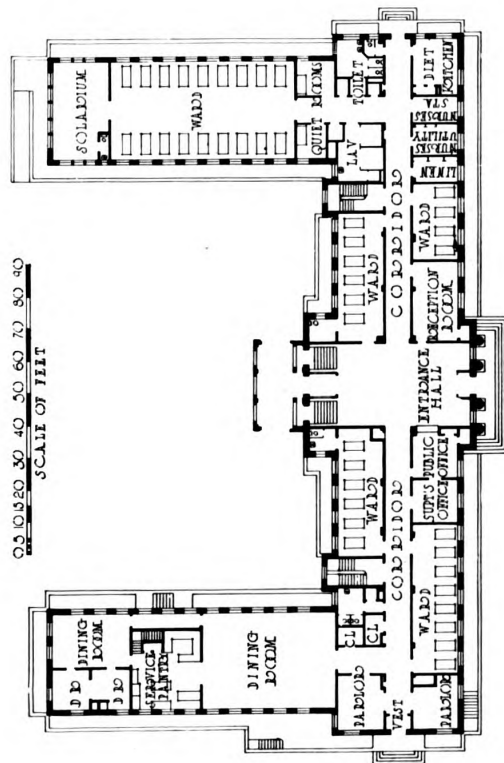 SOLARIUM
WARD
QUIET ROOMS
TOILET
LAV
DIET KITCHEN
NURSES STA
NURSES UTILITY
LINEN
WARD
WARD
CORRIDOR
RECEPTION ROOM
ENTRANCE HALL
0 5 10 15 20 30 40 50 60 70 80 90
SCALE OF FEET
PUBLIC OFFICE
SUPT'S OFFICE
WARD
CORRIDOR
WARD
CL
CL
DINING ROOM
DR
DR
SERVICE PANTRY
DINING ROOM
PARLOR
VEST
PARLOR